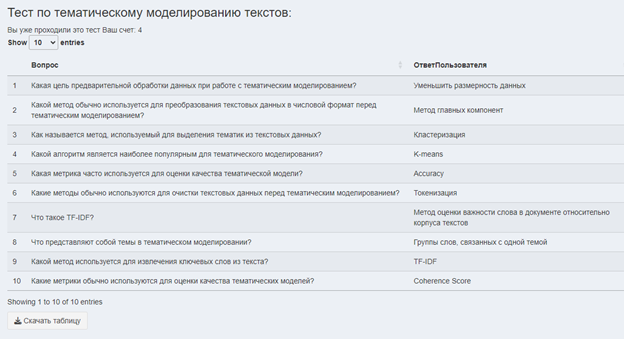 Тест по тематическому моделированию текстов:
Вы уже проходили это тест Ваш счет: 4
Show 10 entries
Вопрос ОтветПользователя
1 Какая цель предварительной обработки данных при работе с тематическим моделированием? Уменьшить размерность данных
2 Какой метод обычно используется для преобразования текстовых данных в числовой формат перед тематическим моделированием? Метод главных компонент
3 Как называется метод, используемый для выделения тематик из текстовых данных? Кластеризация
4 Какой алгоритм является наиболее популярным для тематического моделирования? K-means
5 Какая метрика часто используется для оценки качества тематической модели? Accuracy
6 Какие методы обычно используются для очистки текстовых данных перед тематическим моделированием? Токенизация
7 Что такое TF-IDF? Метод оценки важности слова в документе относительно корпуса текстов
8 Что представляют собой темы в тематическом моделировании? Группы слов, связанных с одной темой
9 Какой метод используется для извлечения ключевых слов из текста? TF-IDF
10 Какие метрики обычно используются для оценки качества тематических моделей? Coherence Score
Showing 1 to 10 of 10 entries
Скачать таблицу